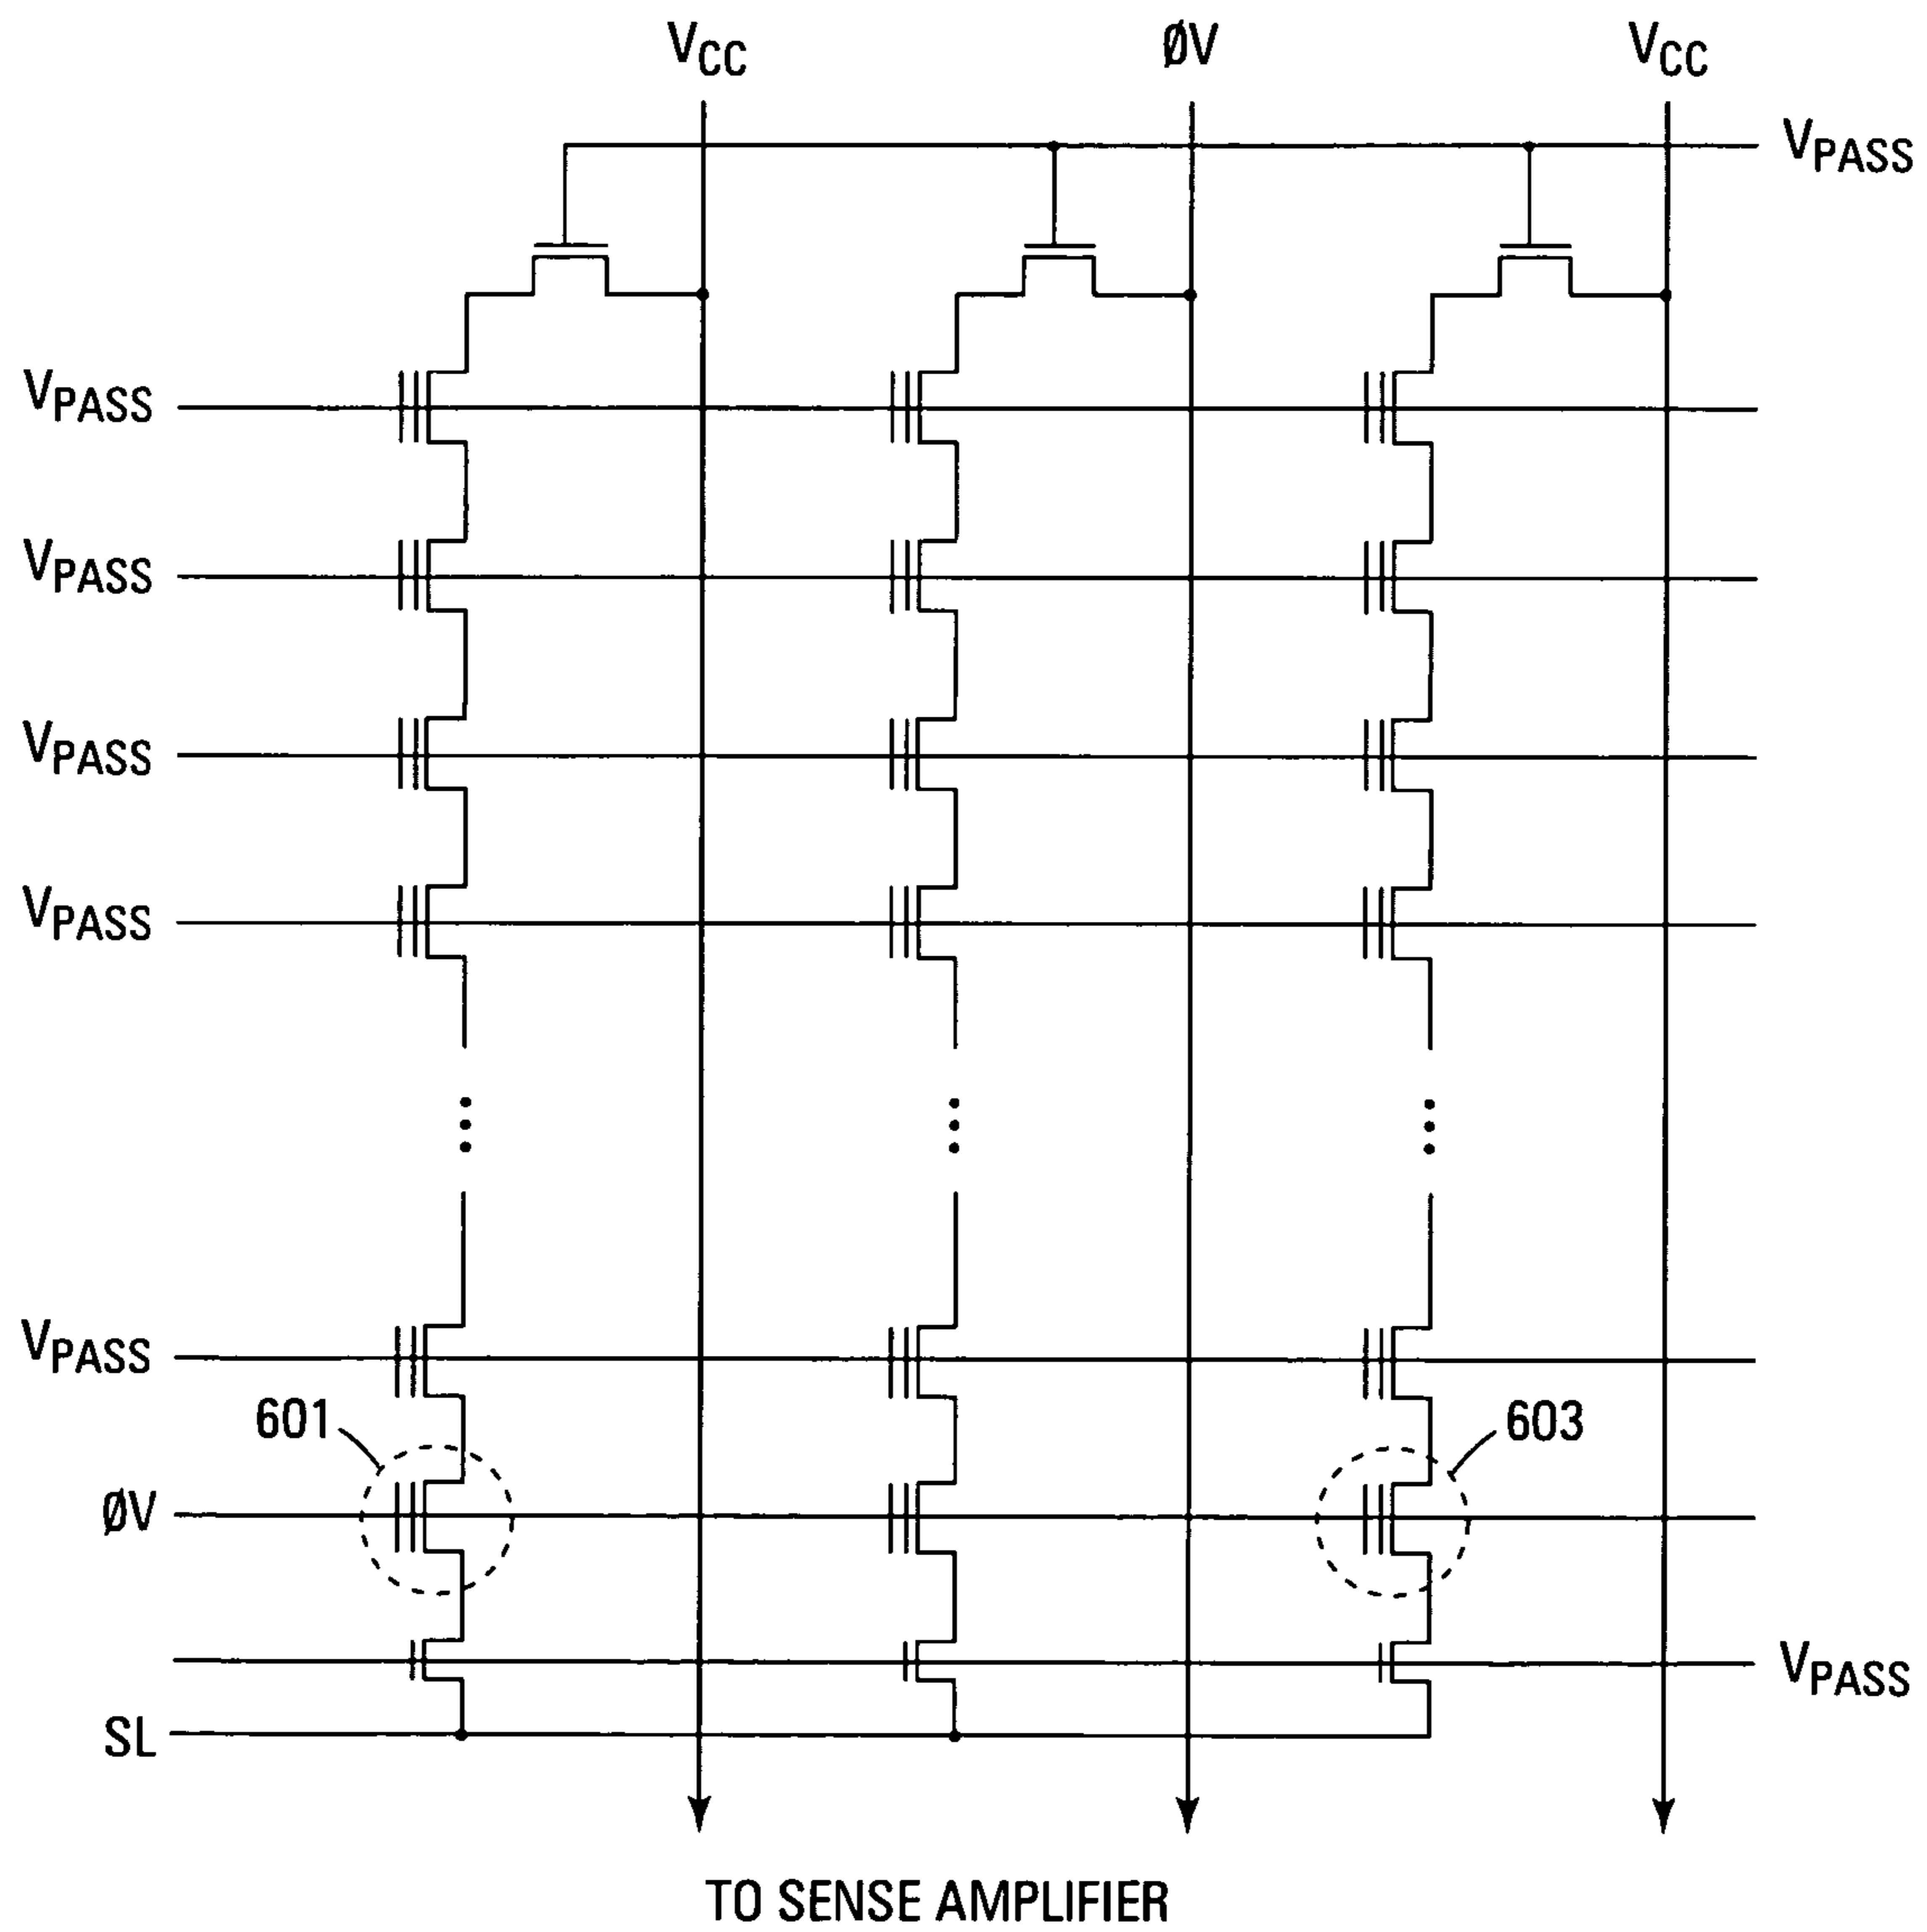 VCC ØV VCC
VPASS
VPASS
VPASS
VPASS
VPASS
VPASS
601 603
ØV
VPASS
SL
TO SENSE AMPLIFIER